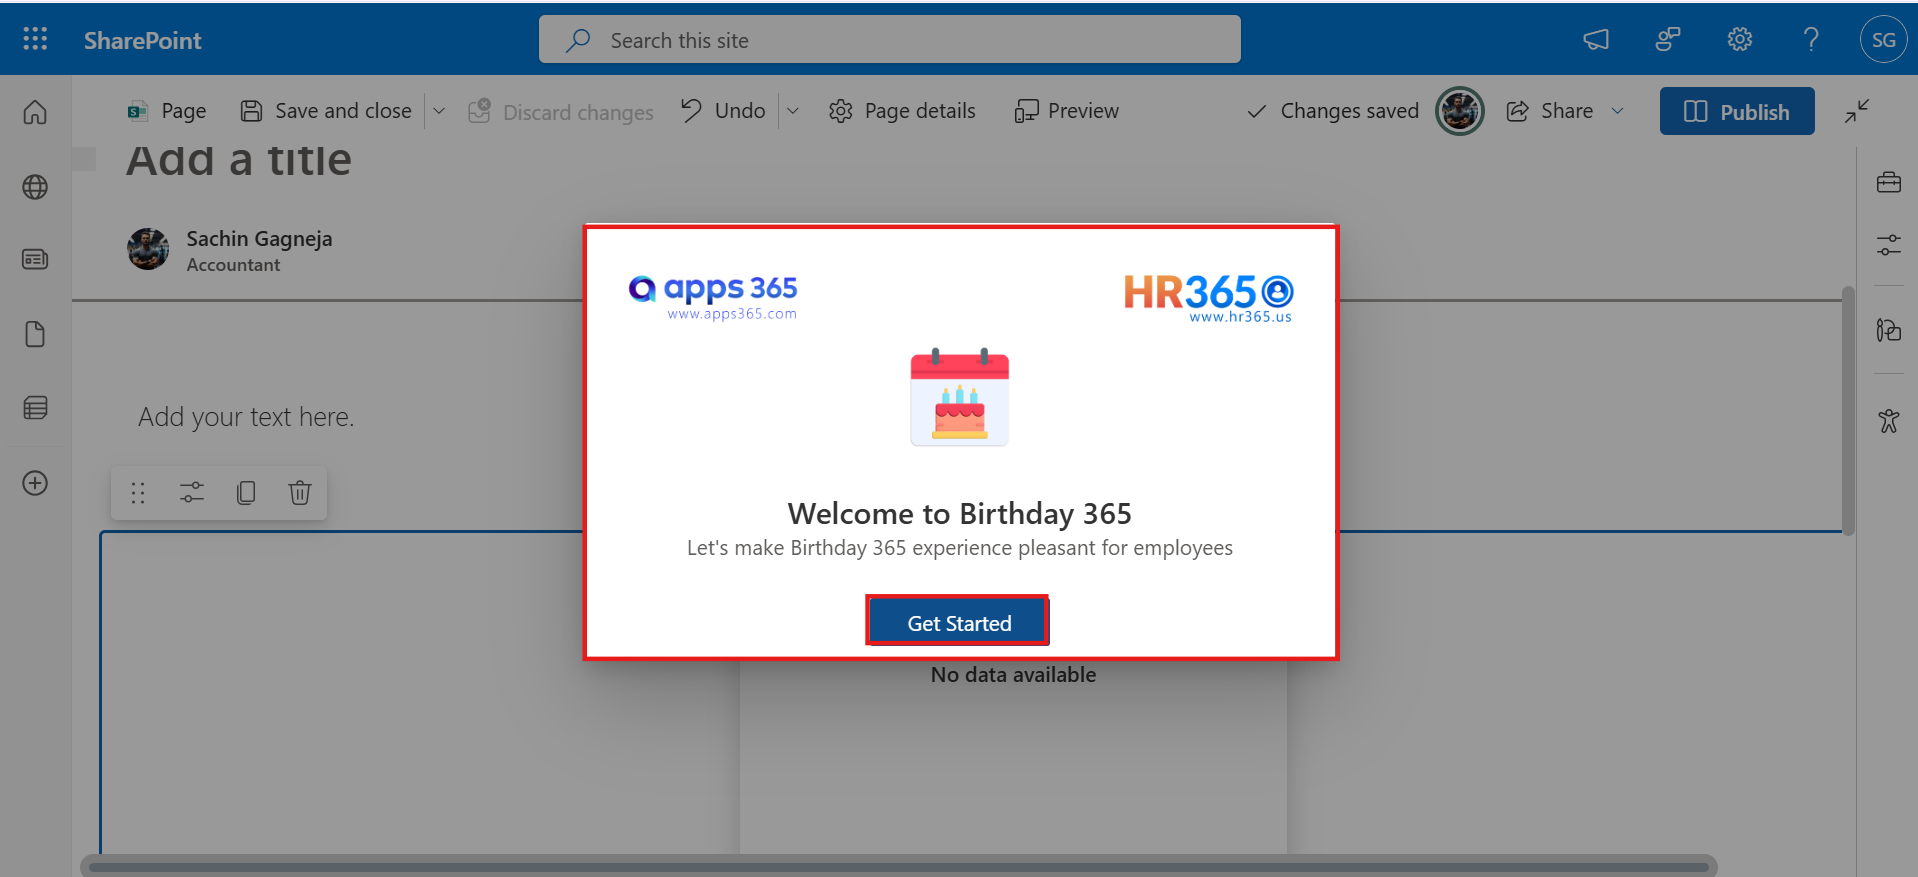 SharePoint
Search this site
SG
Page
Save and close
Discard changes
Undo
Page details
Preview
Changes saved
Share
Publish
Add a title
Sachin Gagneja
Accountant
Add your text here.
apps 365
www.apps365.com
HR365
www.hr365.us
Welcome to Birthday 365
Let's make Birthday 365 experience pleasant for employees
Get Started
No data available